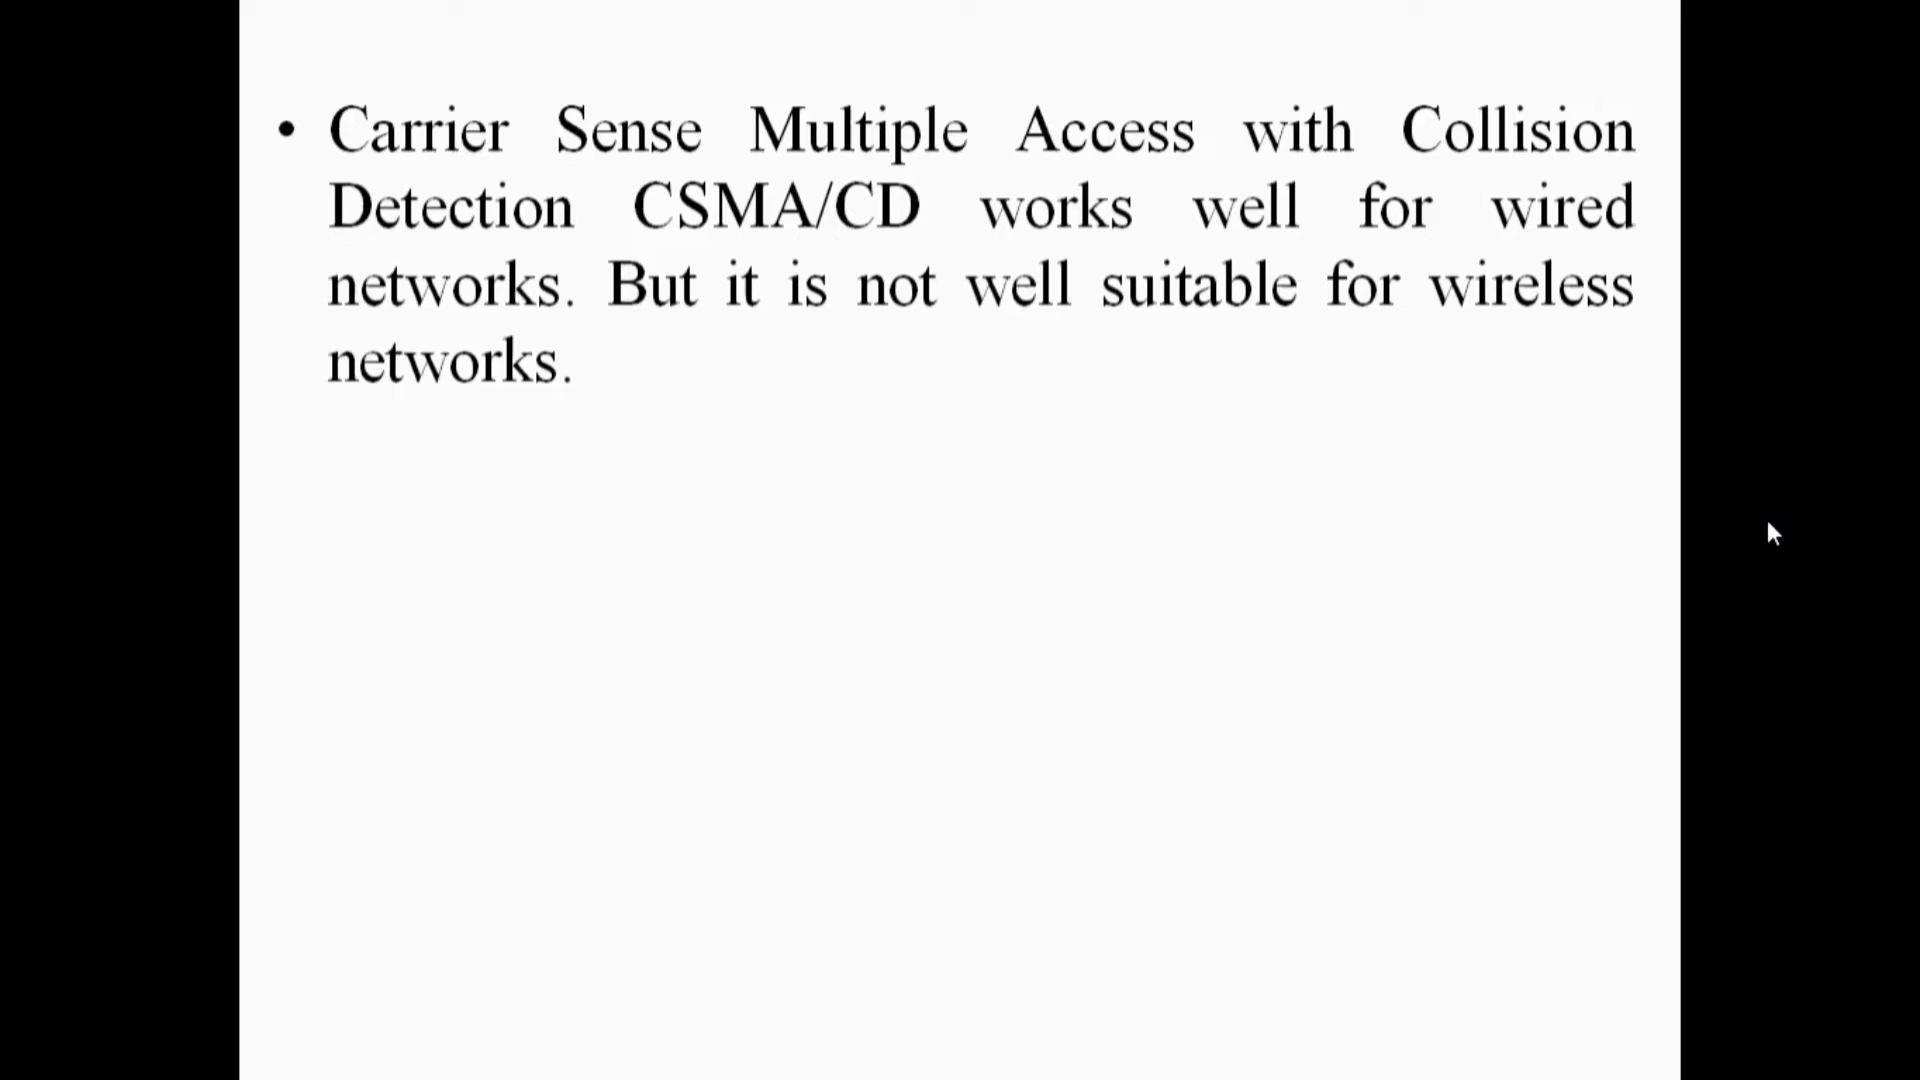 • Carrier Sense Multiple Access with Collision
Detection CSMA/CD works well for wired
networks. But it is not well suitable for wireless
networks.